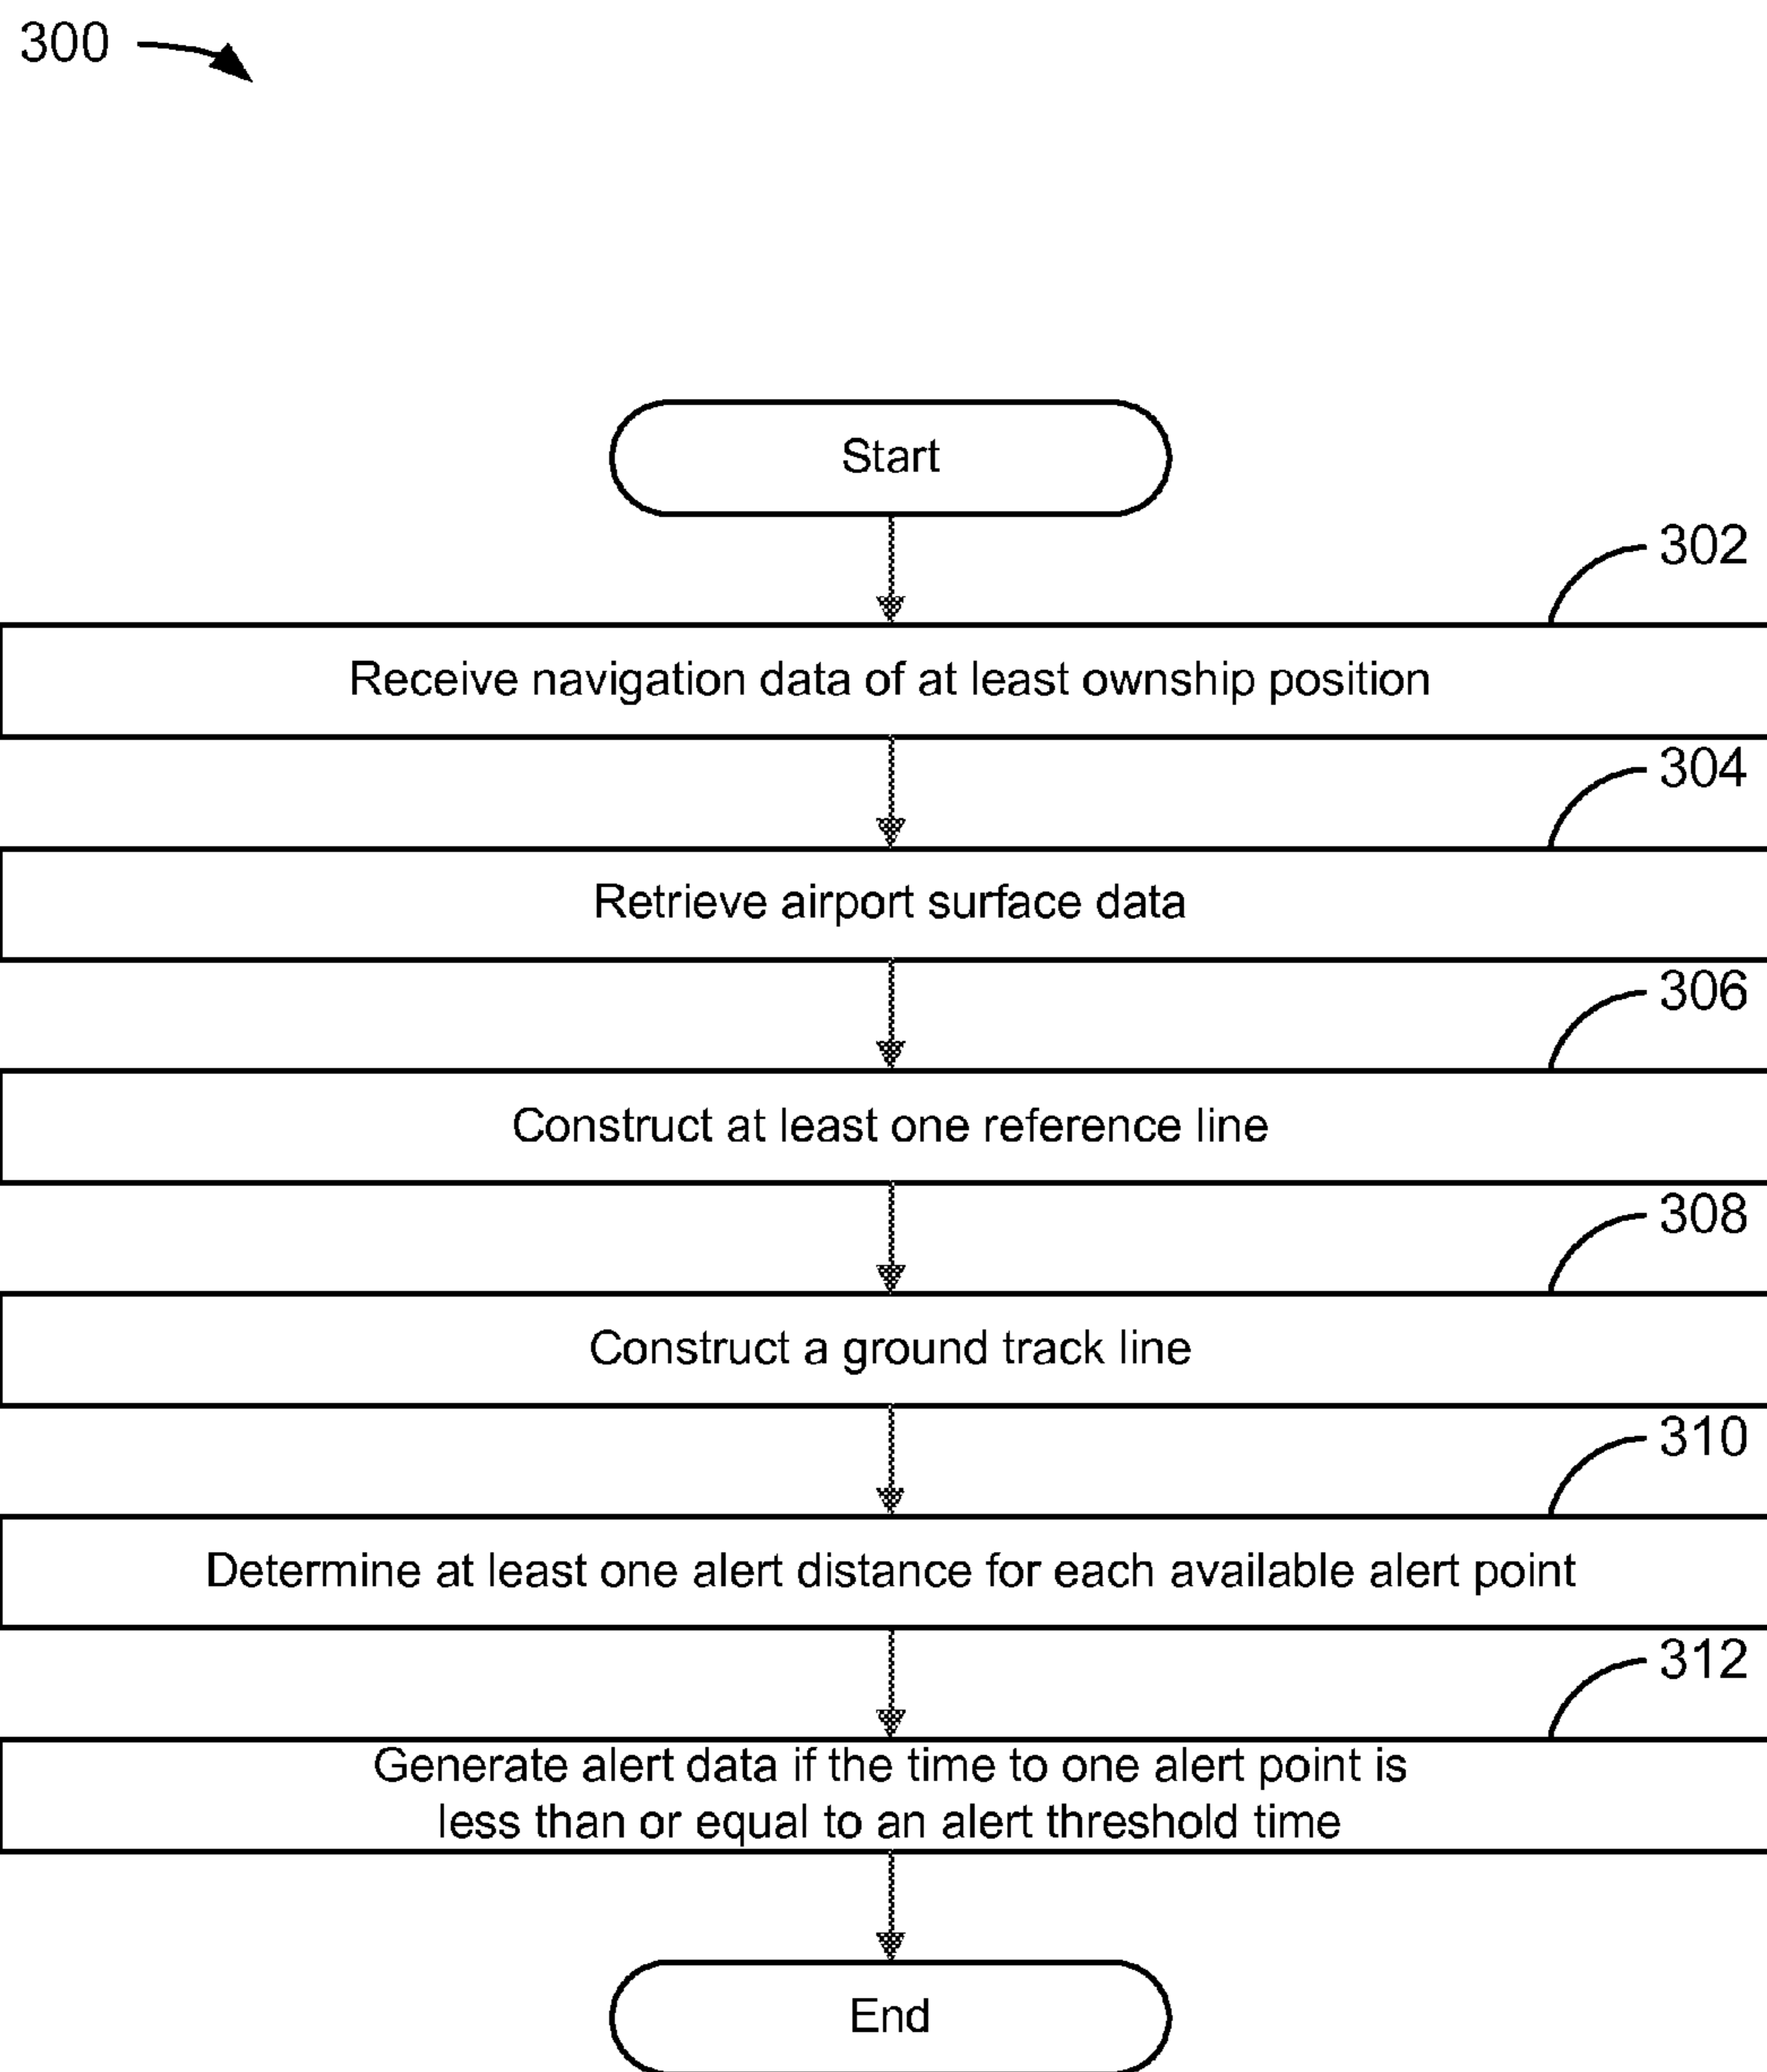 300
Start
302
Receive navigation data of at least ownship position
304
Retrieve airport surface data
306
Construct at least one reference line
308
Construct a ground track line
310
Determine at least one alert distance for each available alert point
312
Generate alert data if the time to one alert point is
less than or equal to an alert threshold time
End